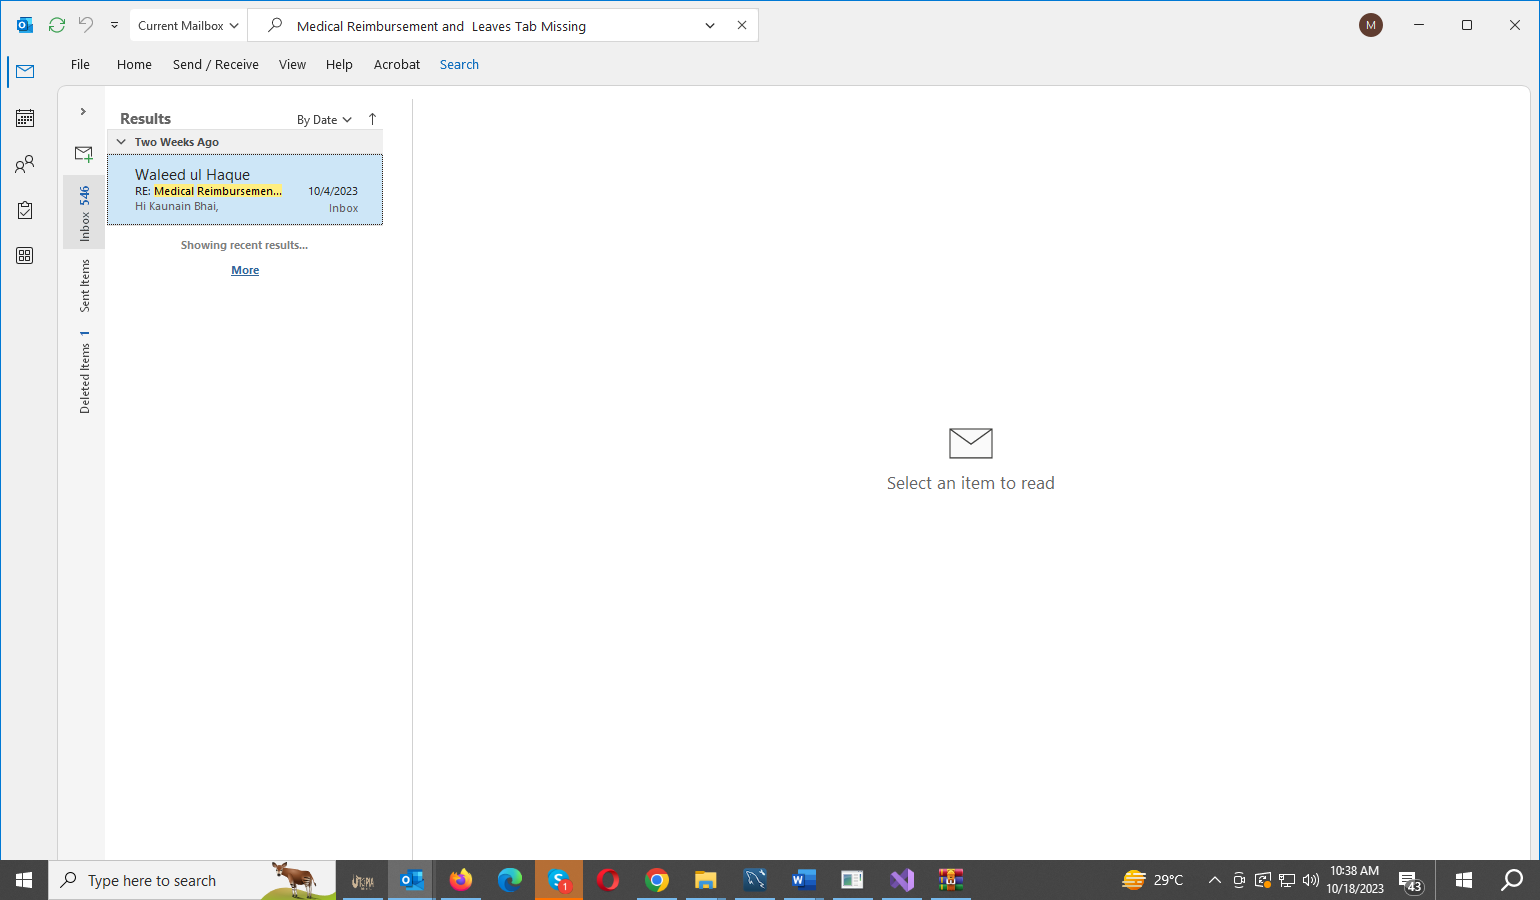 Current Mailbox
Medical Reimbursement and  Leaves Tab Missing
M
File
Home
Send / Receive
View
Help
Acrobat
Search
Results
By Date
Two Weeks Ago
Waleed ul Haque
RE: Medical Reimbursemen...
10/4/2023
Hi Kaunain Bhai,
Inbox
Showing recent results...
More
Inbox 546
Sent Items
Deleted Items 1
Select an item to read
Type here to search
UTOPIA
1
29°C
10:38 AM
10/18/2023
43